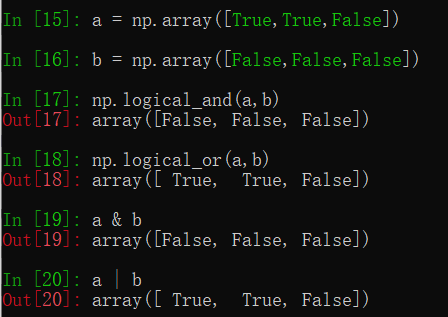 In [15]: a = np.array([True,True,False])
In [16]: b = np.array([False,False,False])
In [17]: np.logical_and(a,b)
Out[17]: array([False, False, False])
In [18]: np.logical_or(a,b)
Out[18]: array([ True,  True, False])
In [19]: a & b
Out[19]: array([False, False, False])
In [20]: a | b
Out[20]: array([ True,  True, False])